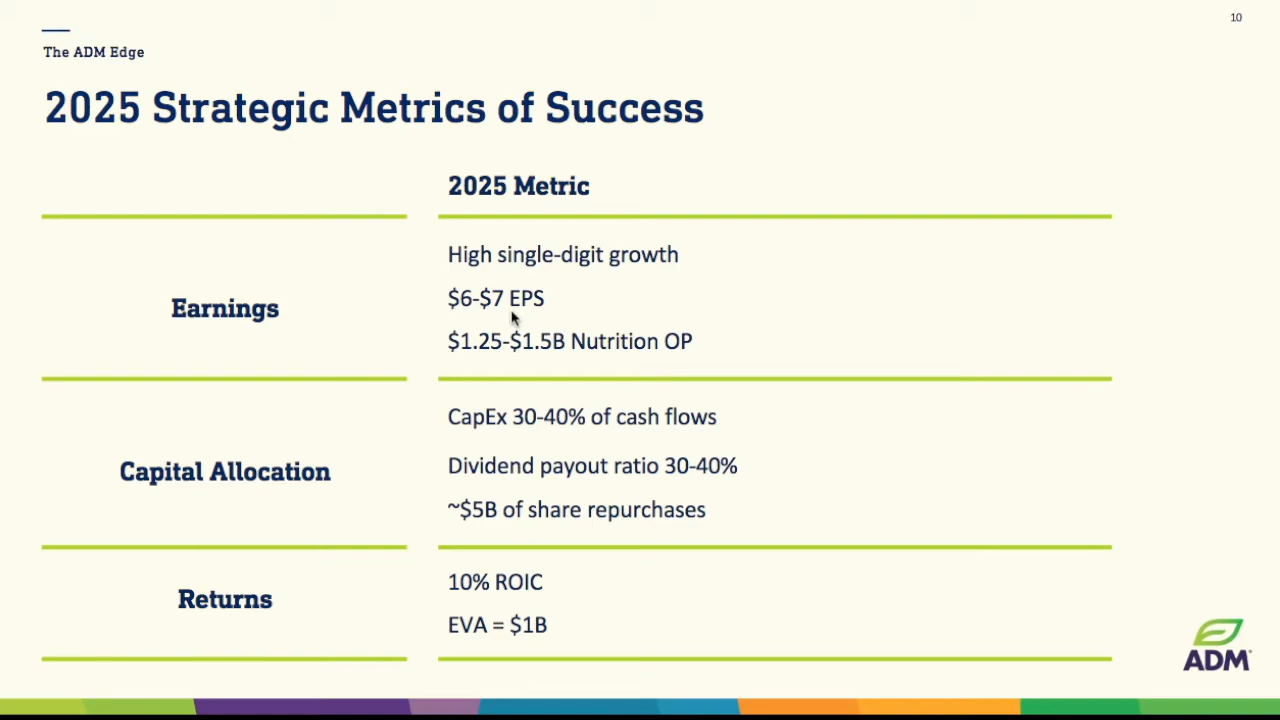 10
The ADM Edge
2025 Strategic Metrics of Success
2025 Metric
Earnings
High single-digit growth
$6-$7 EPS
$1.25-$1.5B Nutrition OP
Capital Allocation
CapEx 30-40% of cash flows
Dividend payout ratio 30-40%
~$5B of share repurchases
Returns
10% ROIC
EVA = $1B
ADM